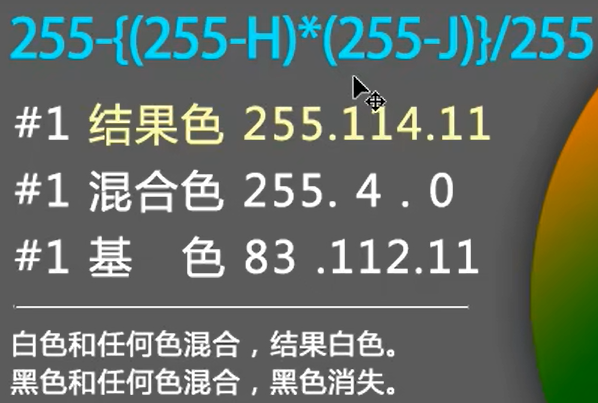 255-{(255-H)*(255-J)}/255
#1 结果色 255.114.11
#1 混合色 255. 4 . 0
#1 基　色 83 .112.11
白色和任何色混合，结果白色。
黑色和任何色混合，黑色消失。